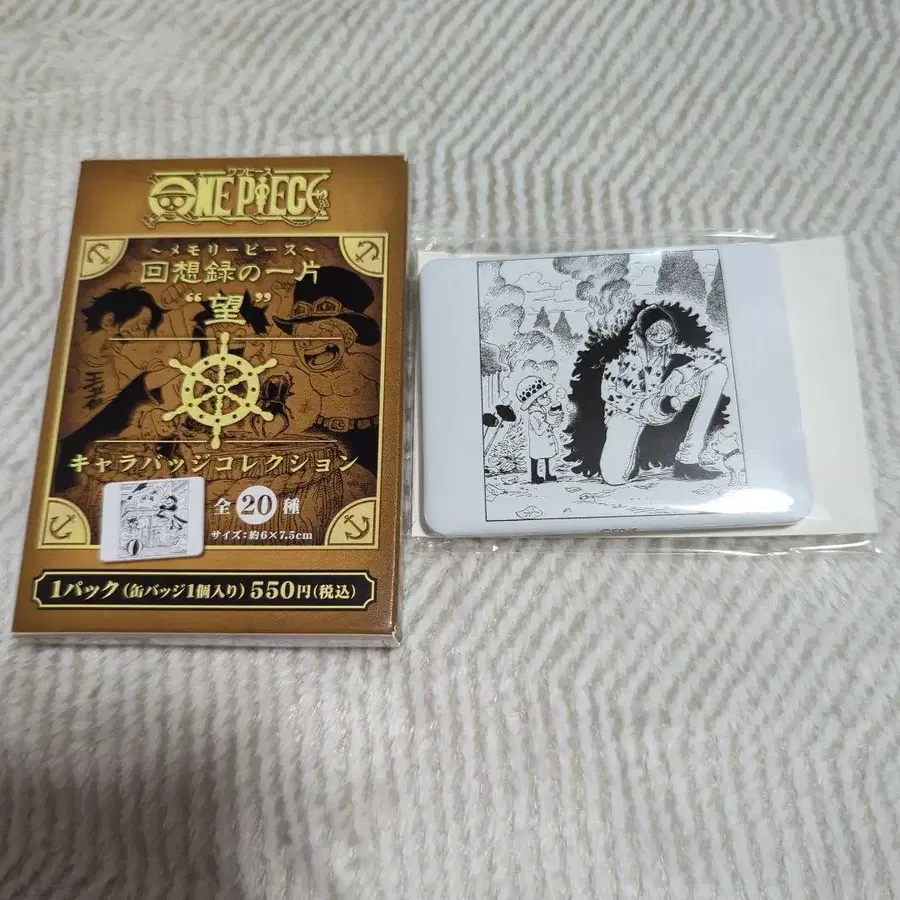 ワンピース
ONE PIECE
～メモリーピース～
回想録の一片
“望”
キャラバッジコレクション
全20種
サイズ：約6×7.5cm
1パック（缶バッジ1個入り）550円（税込）